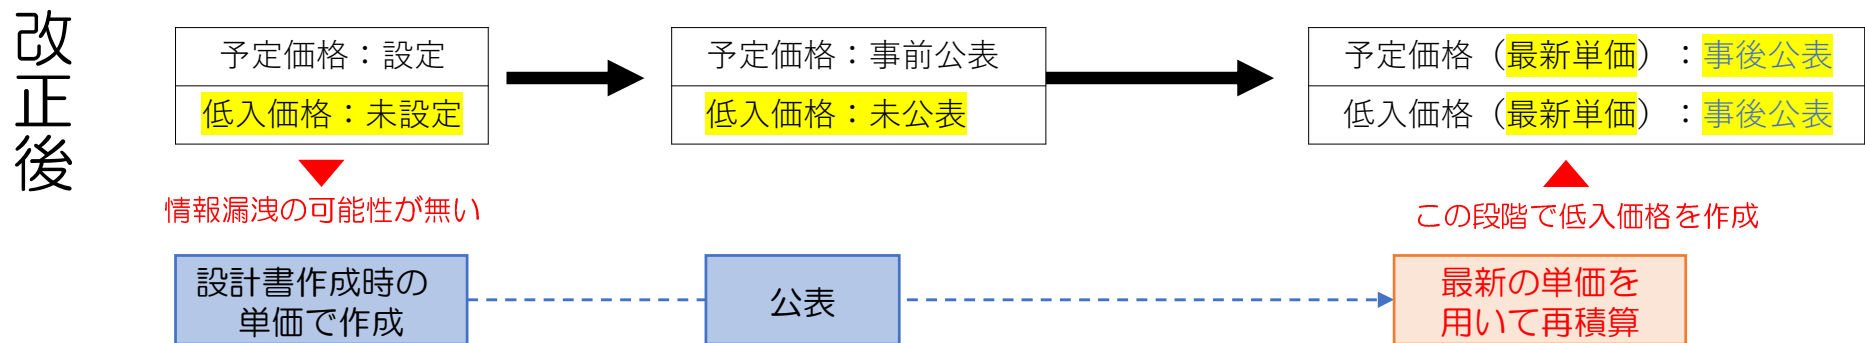 改正後
予定価格：設定
低入価格：未設定
予定価格：事前公表
低入価格：未公表
予定価格（最新単価）：事後公表
低入価格（最新単価）：事後公表
情報漏洩の可能性が無い
この段階で低入価格を作成
設計書作成時の
単価で作成
公表
最新の単価を
用いて再積算